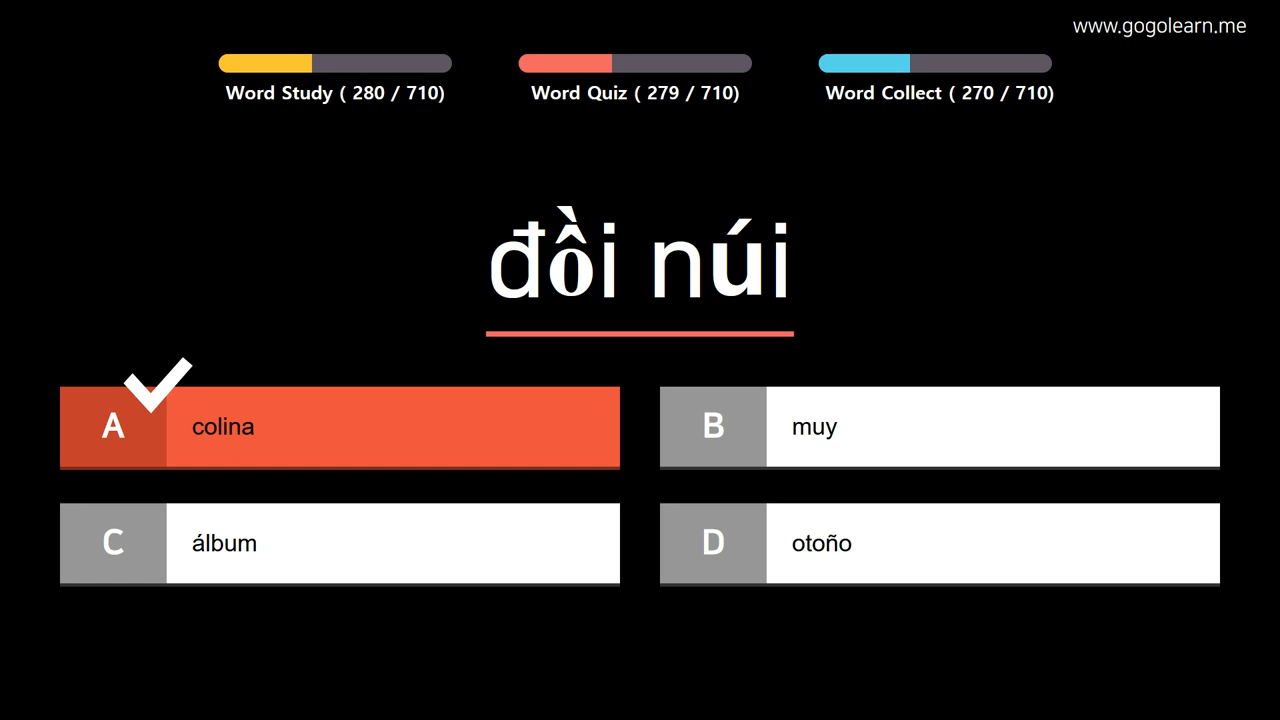 www.gogolearn.me
Word Study ( 280 / 710)
Word Quiz ( 279 / 710)
Word Collect ( 270 / 710)
đồi núi
A colina
B muy
C álbum
D otoño